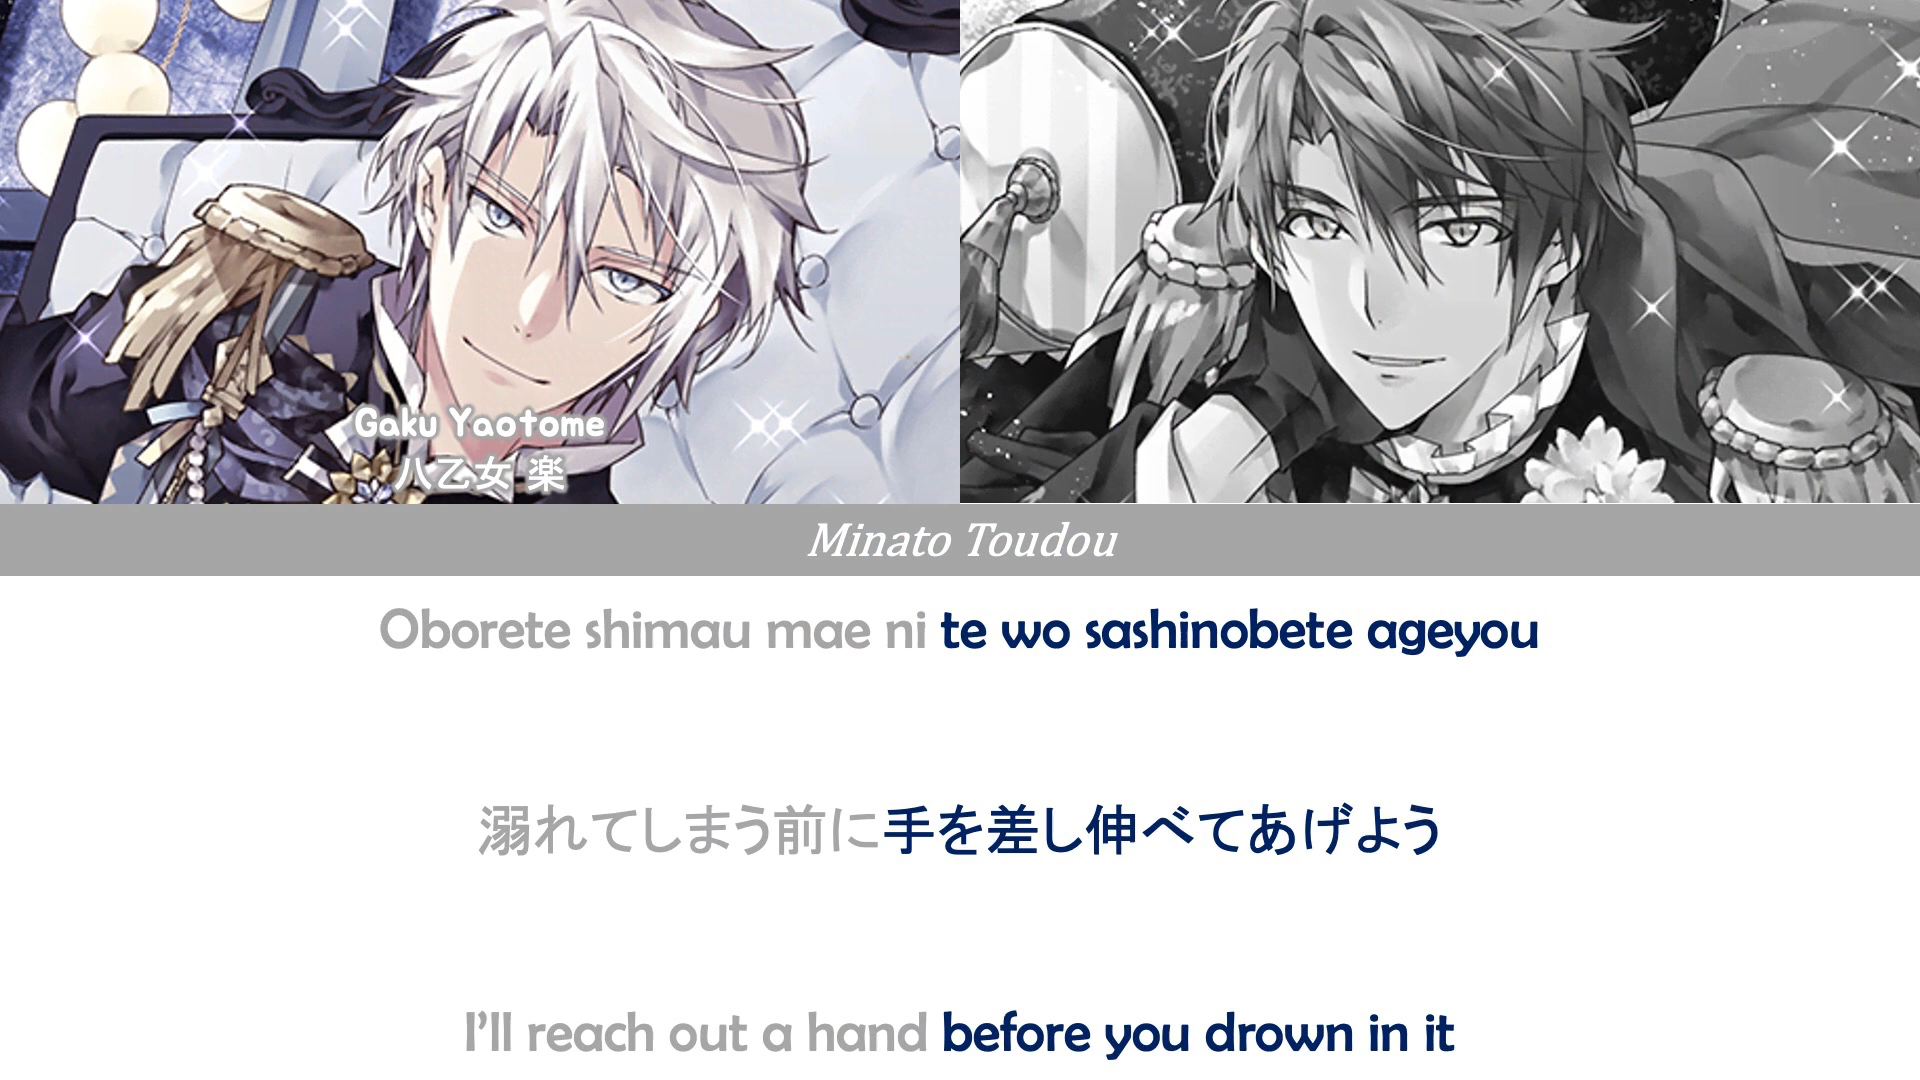 Gaku Yaotome
八乙女 楽
Minato Toudou
Oborete shimau mae ni te wo sashinobete ageyou
溺れてしまう前に手を差し伸べてあげよう
I'll reach out a hand before you drown in it